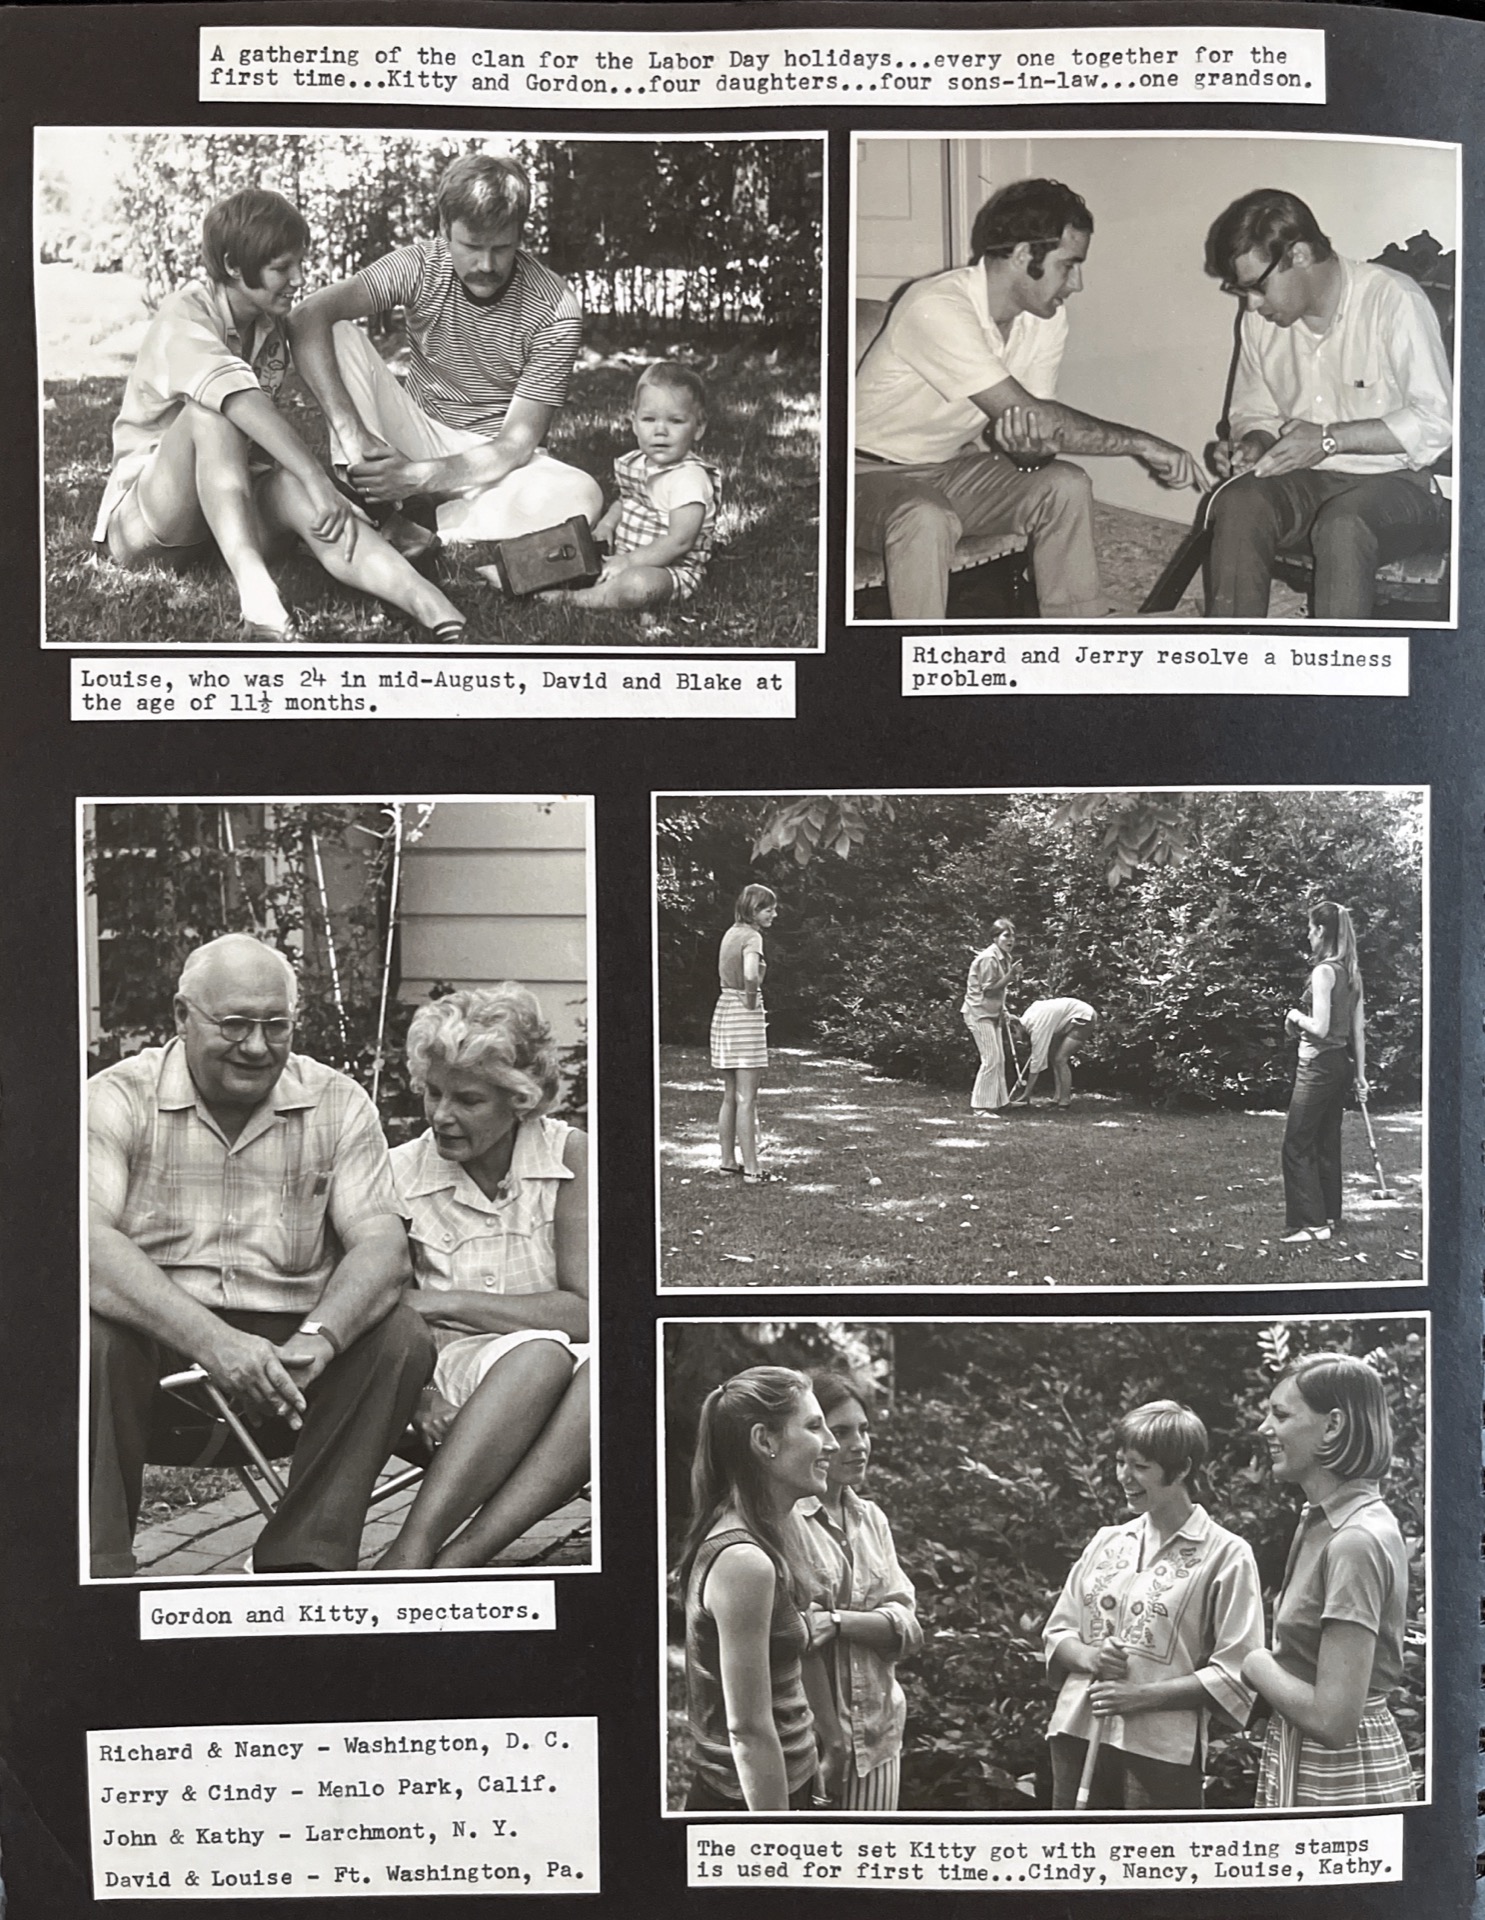 A gathering of the clan for the Labor Day holidays...every one together for the
first time...Kitty and Gordon...four daughters...four sons-in-law...one grandson.
Louise, who was 24 in mid-August, David and Blake at
the age of 11½ months.
Richard and Jerry resolve a business
problem.
Gordon and Kitty, spectators.
Richard & Nancy - Washington, D. C.
Jerry & Cindy - Menlo Park, Calif.
John & Kathy - Larchmont, N. Y.
David & Louise - Ft. Washington, Pa.
The croquet set Kitty got with green trading stamps
is used for first time...Cindy, Nancy, Louise, Kathy.